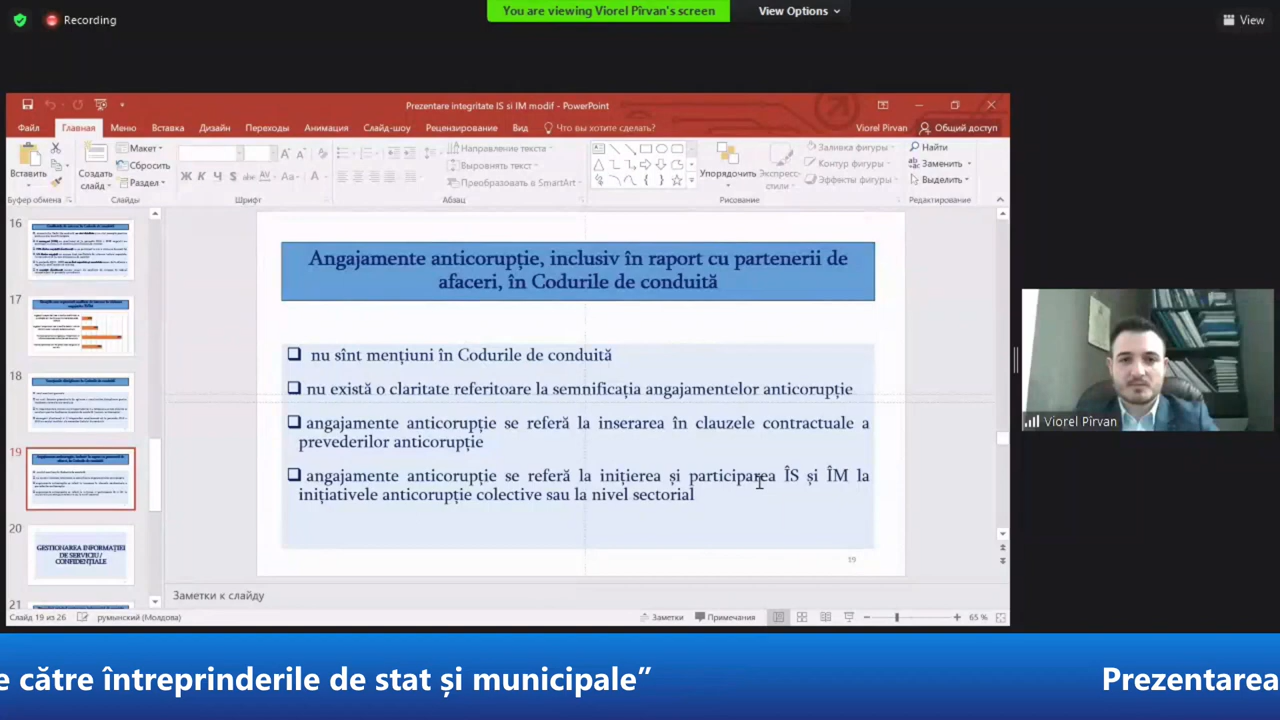 Recording
You are viewing Viorel Pîrvan's screen
View Options
View
Prezentare integritate IS si IM modif - PowerPoint
Файл Главная Меню Вставка Дизайн Переходы Анимация Слайд-шоу Рецензирование Вид Что вы хотите сделать? Viorel Pirvan Общий доступ
Вставить
Создать слайд
Макет
Сбросить
Раздел
Ж К Ч S abc AV Aa A
Направление текста
Выровнять текст
Преобразовать в SmartArt
Упорядочить
Экспресс-стили
Заливка фигуры
Контур фигуры
Эффекты фигуры
Найти
Заменить
Выделить
Буфер обмена Слайды Шрифт Абзац Рисование Редактирование
16
17
18
19
20
GESTIONAREA INFORMAȚIEI
DE SERVICIU /
CONFIDENȚIALE
21
Angajamente anticorupție, inclusiv în raport cu partenerii de
afaceri, în Codurile de conduită
nu sînt mențiuni în Codurile de conduită
nu există o claritate referitoare la semnificația angajamentelor anticorupție
angajamente anticorupție se referă la inserarea în clauzele contractuale a
prevederilor anticorupție
angajamente anticorupție se referă la inițierea și participarea ÎS și ÎM la
inițiativele anticorupție colective sau la nivel sectorial
19
Заметки к слайду
Слайд 19 из 26 румынский (Молдова) Заметки Примечания 65 %
Viorel Pîrvan
e către întreprinderile de stat și municipale” Prezentarea